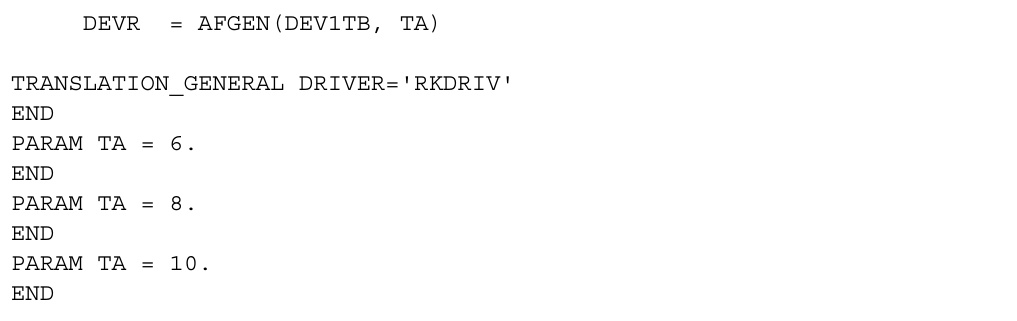 DEVR  = AFGEN(DEV1TB, TA)
TRANSLATION_GENERAL DRIVER='RKDRIV'
END
PARAM TA = 6.
END
PARAM TA = 8.
END
PARAM TA = 10.
END